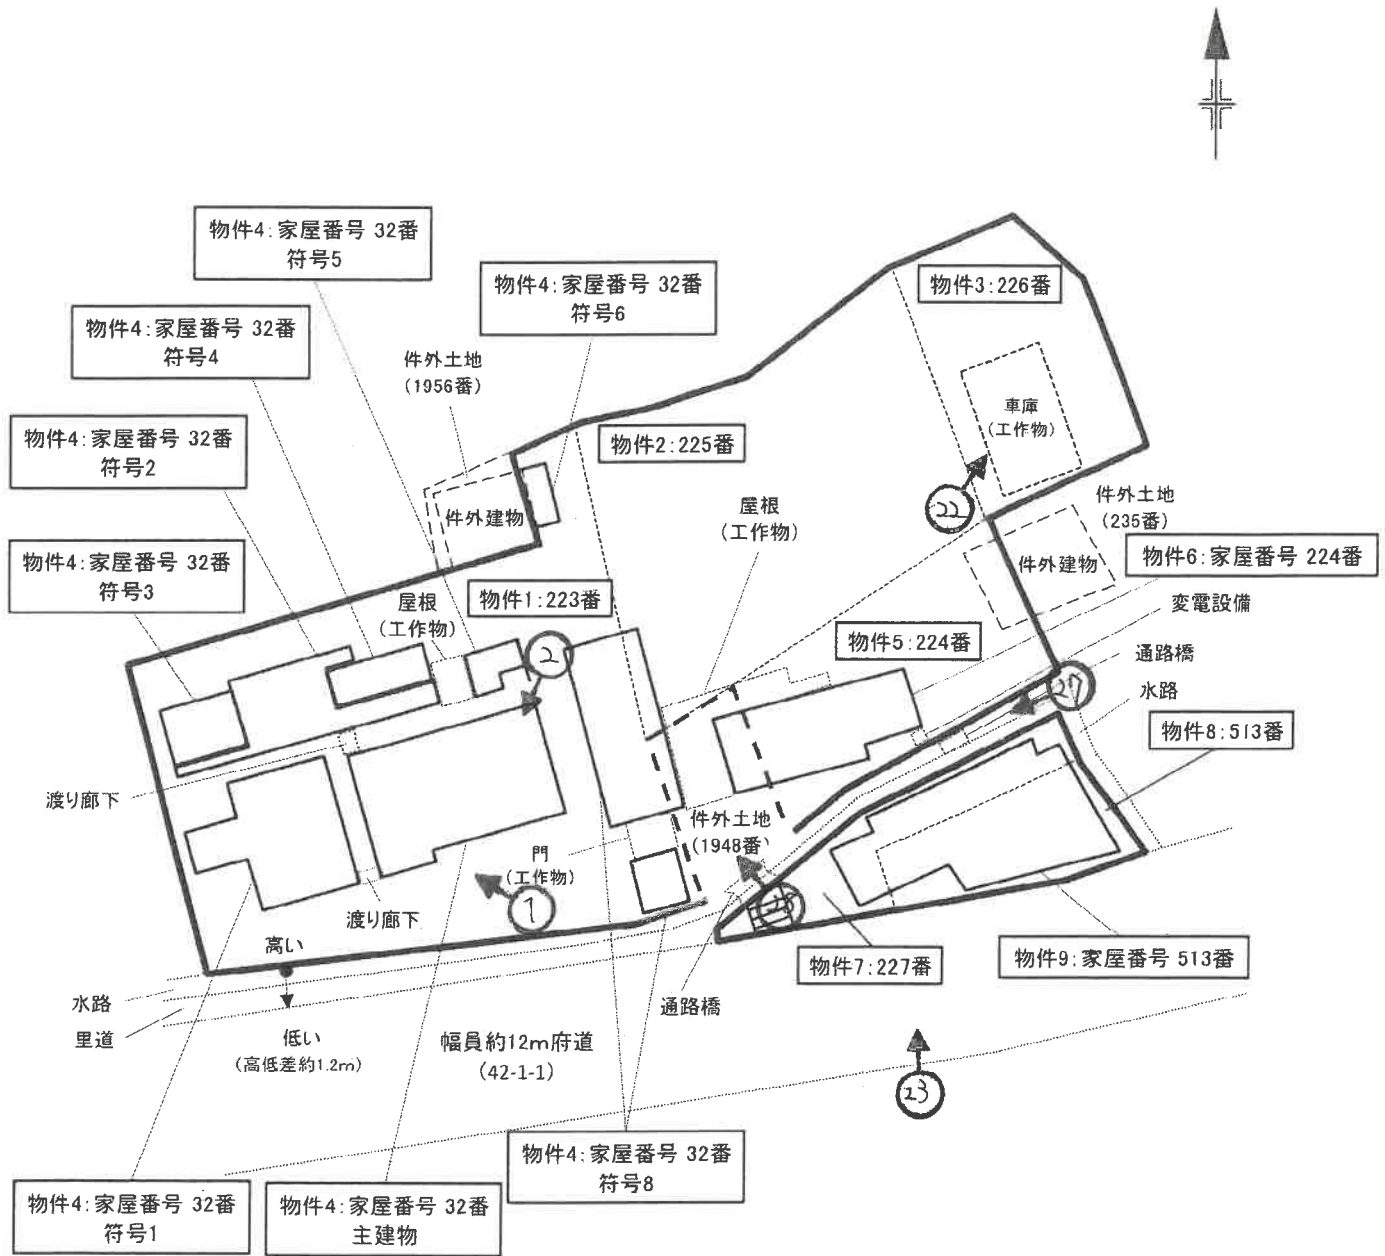 物件4:家屋番号 32番
符号5
物件3:226番
物件4:家屋番号 32番
符号6
物件4:家屋番号 32番
符号4
件外土地
(1956番)
車庫
(工作物)
物件4:家屋番号 32番
符号2
物件2:225番
屋根
(工作物)
22
件外土地
(235番)
件外建物
物件4:家屋番号 32番
符号3
物件6:家屋番号 224番
件外建物
屋根
(工作物)
物件1:223番
変電設備
物件5:224番
2
通路橋
27
水路
物件8:513番
渡り廊下
件外土地
(1948番)
門
(工作物)
1
渡り廊下
高い
物件7:227番
物件9:家屋番号 513番
水路
里道
通路橋
低い
(高低差約1.2m)
幅員約12m府道
(42-1-1)
23
物件4:家屋番号 32番
符号8
物件4:家屋番号 32番
符号1
物件4:家屋番号 32番
主建物